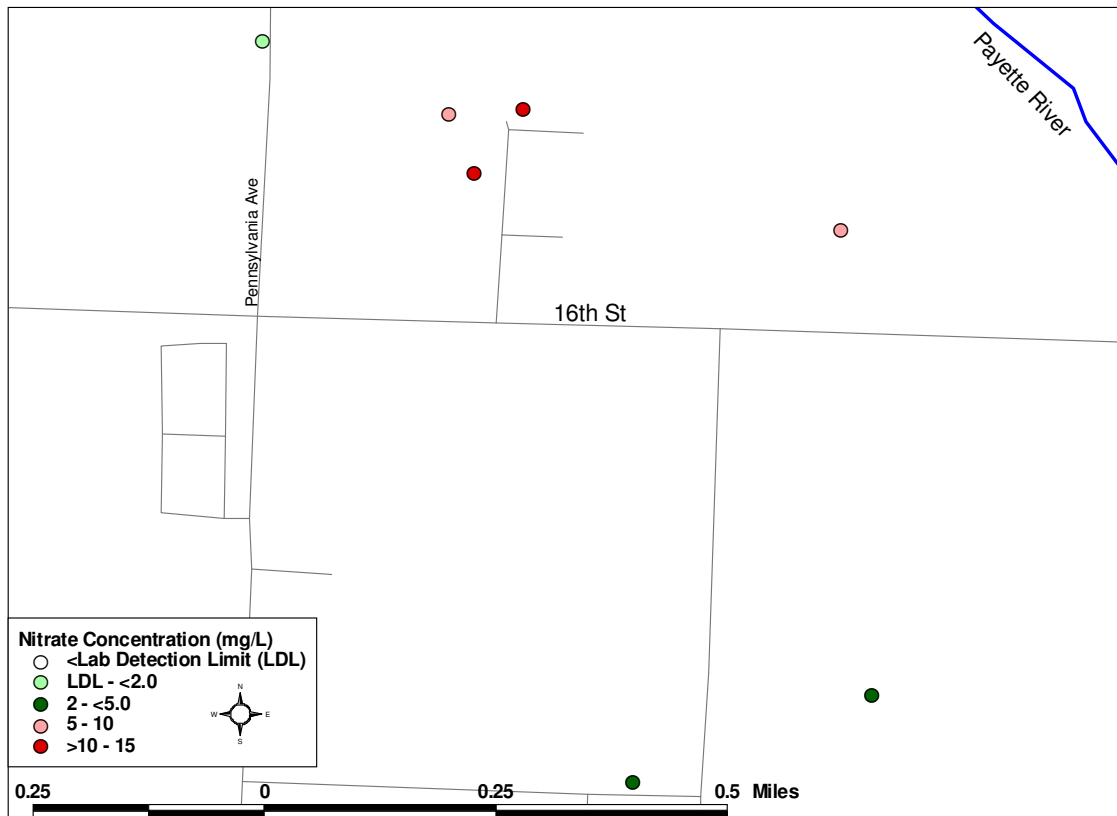 Payette River
Pennsylvania Ave
16th St
Nitrate Concentration (mg/L)
<Lab Detection Limit (LDL)
LDL - <2.0
2 - <5.0
5 - 10
>10 - 15
N
W E
S
0.25 0 0.25 0.5 Miles